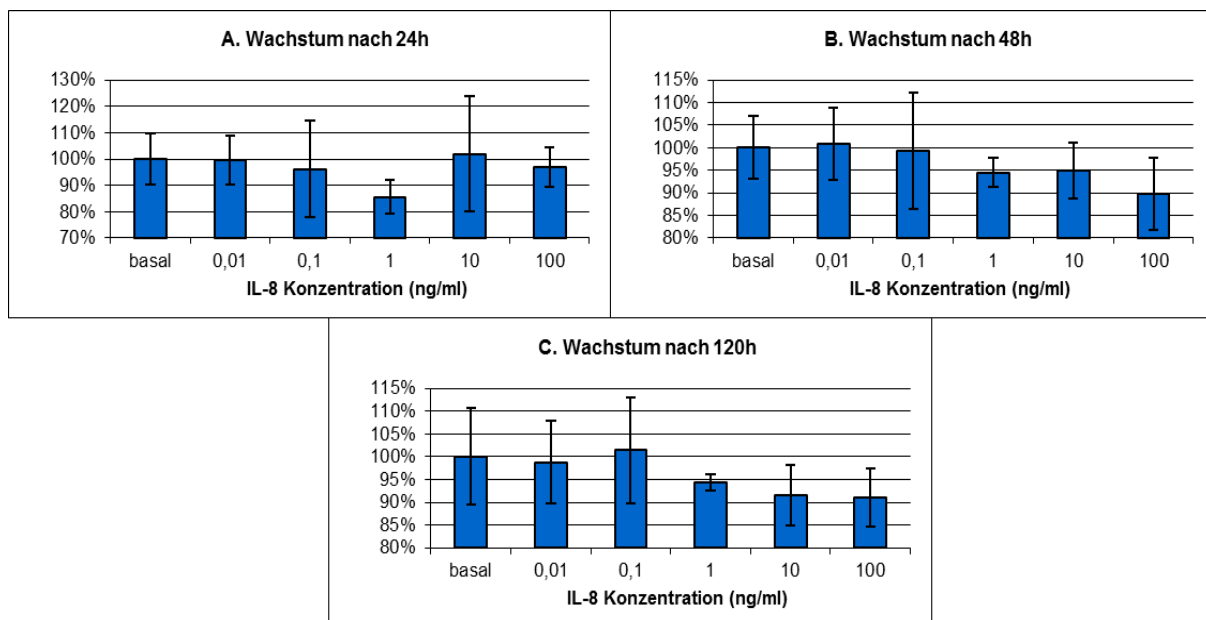 A. Wachstum nach 24h
130%
120%
110%
100%
90%
80%
70%
basal 0,01 0,1 1 10 100
IL-8 Konzentration (ng/ml)
B. Wachstum nach 48h
115%
110%
105%
100%
95%
90%
85%
80%
basal 0,01 0,1 1 10 100
IL-8 Konzentration (ng/ml)
C. Wachstum nach 120h
115%
110%
105%
100%
95%
90%
85%
80%
basal 0,01 0,1 1 10 100
IL-8 Konzentration (ng/ml)